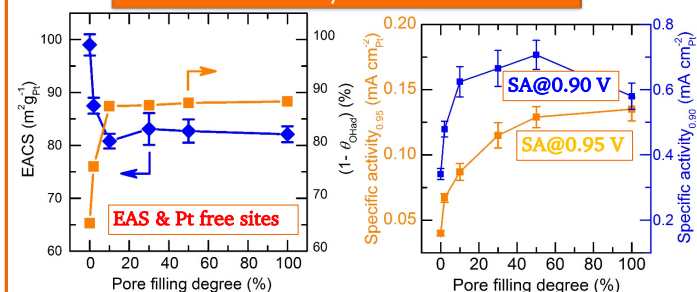 100
90
80
70
60
EACS (m²g⁻¹Pt)
100
90
80
70
60
(1- θOHad) (%)
EAS & Pt free sites
0 20 40 60 80 100
Pore filling degree (%)
0.20
0.15
0.10
0.05
Specific activity0.95 (mA cm⁻²Pt)
0.8
0.6
0.4
0.2
Specific activity0.90 (mA cm⁻²Pt)
SA@0.90 V
SA@0.95 V
0 20 40 60 80 100
Pore filling degree (%)